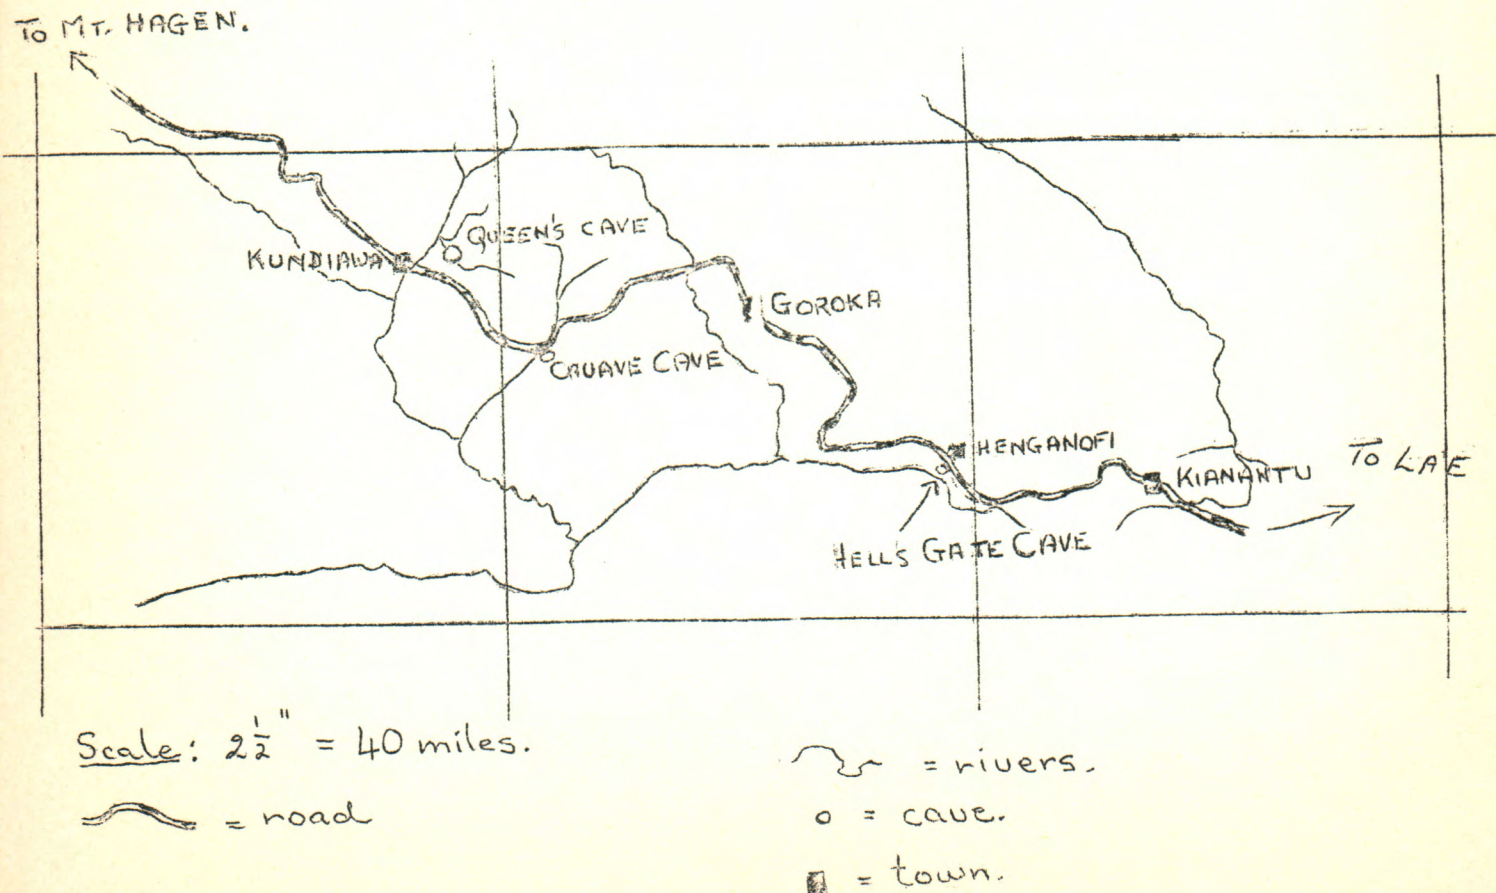 TO MT. HAGEN.
QUEEN'S CAVE
KUNDIAWA
GOROKA
CHUAVE CAVE
HENGANOFI
TO LAE
KIANANTU
HELL'S GATE CAVE
Scale: 2½" = 40 miles.
= rivers.
= road
= cave.
= town.